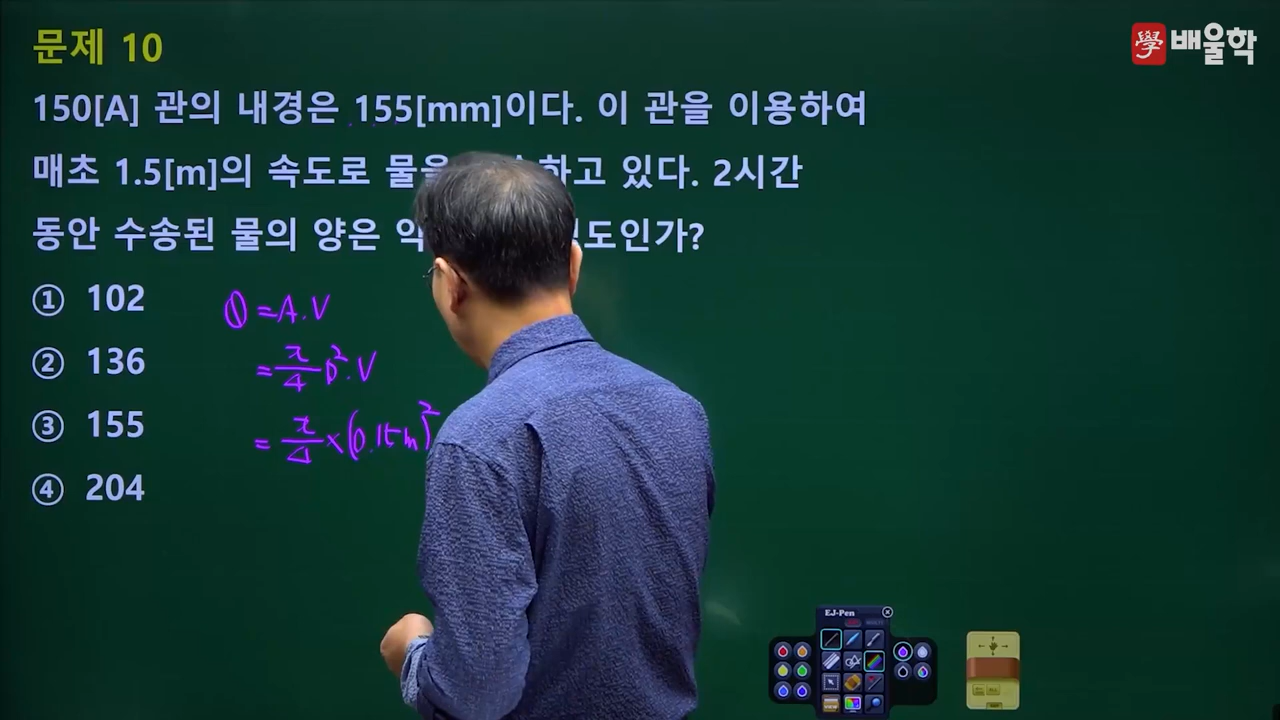 문제 10
學 배울학
150[A] 관의 내경은 155[mm]이다. 이 관을 이용하여
매초 1.5[m]의 속도로 물을 하고 있다. 2시간
동안 수송된 물의 양은 약
① 102
② 136
③ 155
④ 204
Q = A.V
= π/4 D².V
= π/4 × (0.15m)²
EJ-Pen